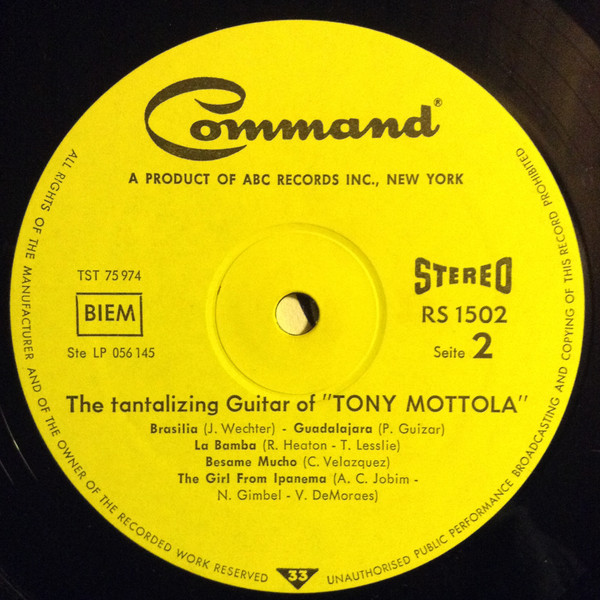 Command®
A PRODUCT OF ABC RECORDS INC., NEW YORK
TST 75 974
BIEM
Ste LP 056 145
STEREO
RS 1502
Seite 2
The tantalizing Guitar of "TONY MOTTOLA"
Brasilia (J. Wechter) - Guadalajara (P. Guizar)
La Bamba (R. Heaton - T. Lesslie)
Besame Mucho (C. Velazquez)
The Girl From Ipanema (A. C. Jobim -
N. Gimbel - V. DeMoraes)
ALL RIGHTS OF THE MANUFACTURER AND OF THE OWNER OF THE RECORDED WORK RESERVED
33
UNAUTHORISED PUBLIC PERFORMANCE BROADCASTING AND COPYING OF THIS RECORD PROHIBITED